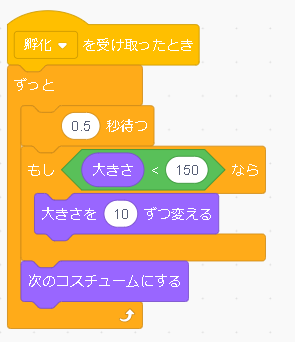 孵化 を受け取ったとき
ずっと
0.5 秒待つ
もし 大きさ < 150 なら
大きさを 10 ずつ変える
次のコスチュームにする